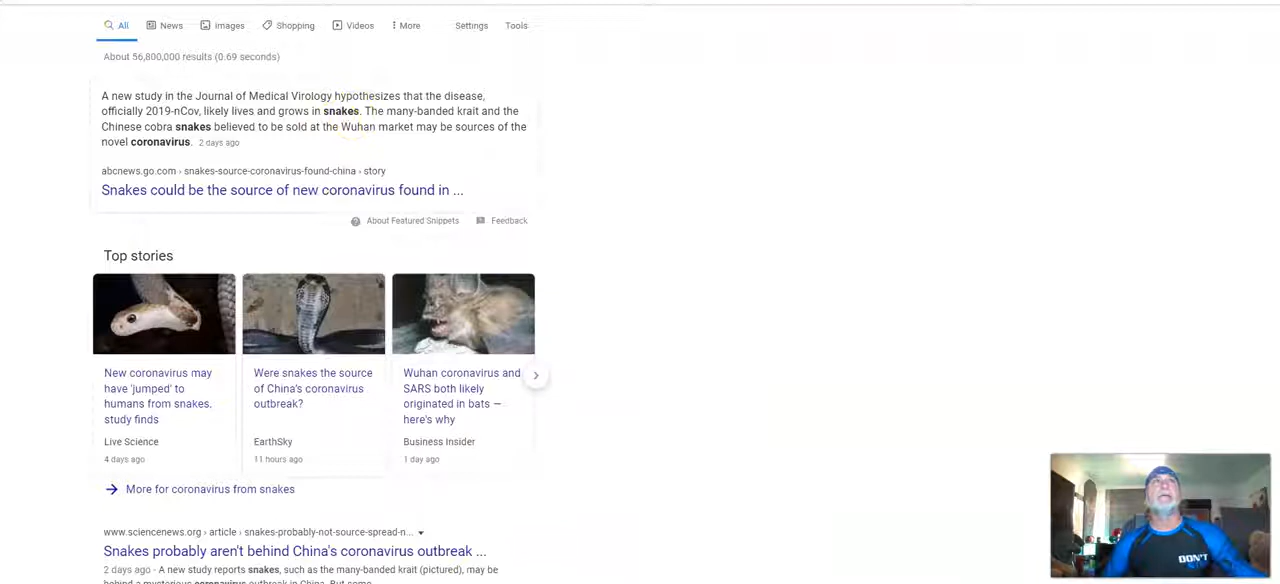 All News Images Shopping Videos More Settings Tools
About 56,800,000 results (0.69 seconds)
A new study in the Journal of Medical Virology hypothesizes that the disease,
officially 2019-nCov, likely lives and grows in snakes. The many-banded krait and the
Chinese cobra snakes believed to be sold at the Wuhan market may be sources of the
novel coronavirus. 2 days ago
abcnews.go.com › snakes-source-coronavirus-found-china › story
Snakes could be the source of new coronavirus found in ...
About Featured Snippets Feedback
Top stories
New coronavirus may
have 'jumped' to
humans from snakes,
study finds
Live Science
4 days ago
Were snakes the source
of China's coronavirus
outbreak?
EarthSky
11 hours ago
Wuhan coronavirus and
SARS both likely
originated in bats —
here's why
Business Insider
1 day ago
More for coronavirus from snakes
www.sciencenews.org › article › snakes-probably-not-source-spread-n...
Snakes probably aren't behind China's coronavirus outbreak ...
2 days ago - A new study reports snakes, such as the many-banded krait (pictured), may be
behind a mysterious coronavirus outbreak in China. But some
DON'T